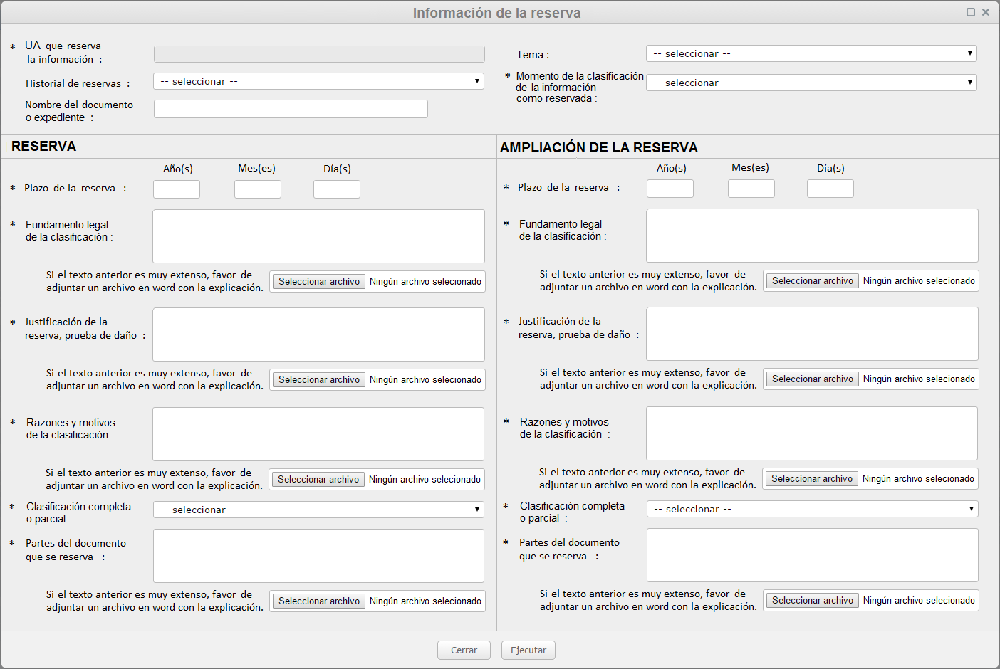 Información de la reserva
* UA que reserva
la información :
Tema :
-- seleccionar --
Historial de reservas :
-- seleccionar --
* Momento de la clasificación
de la información
como reservada :
-- seleccionar --
Nombre del documento
o expediente :
RESERVA
Año(s) Mes(es) Día(s)
* Plazo de la reserva :
* Fundamento legal
de la clasificación :
Si el texto anterior es muy extenso, favor de
adjuntar un archivo en word con la explicación.
Seleccionar archivo Ningún archivo selecionado
* Justificación de la
reserva, prueba de daño :
Si el texto anterior es muy extenso, favor de
adjuntar un archivo en word con la explicación.
Seleccionar archivo Ningún archivo selecionado
* Razones y motivos
de la clasificación :
Si el texto anterior es muy extenso, favor de
adjuntar un archivo en word con la explicación.
Seleccionar archivo Ningún archivo selecionado
* Clasificación completa
o parcial :
-- seleccionar --
* Partes del documento
que se reserva :
Si el texto anterior es muy extenso, favor de
adjuntar un archivo en word con la explicación.
Seleccionar archivo Ningún archivo selecionado
AMPLIACIÓN DE LA RESERVA
Año(s) Mes(es) Día(s)
* Plazo de la reserva :
* Fundamento legal
de la clasificación :
Si el texto anterior es muy extenso, favor de
adjuntar un archivo en word con la explicación.
Seleccionar archivo Ningún archivo selecionado
* Justificación de la
reserva, prueba de daño :
Si el texto anterior es muy extenso, favor de
adjuntar un archivo en word con la explicación.
Seleccionar archivo Ningún archivo selecionado
* Razones y motivos
de la clasificación :
Si el texto anterior es muy extenso, favor de
adjuntar un archivo en word con la explicación.
Seleccionar archivo Ningún archivo selecionado
* Clasificación completa
o parcial :
-- seleccionar --
* Partes del documento
que se reserva :
Si el texto anterior es muy extenso, favor de
adjuntar un archivo en word con la explicación.
Seleccionar archivo Ningún archivo selecionado
Cerrar Ejecutar